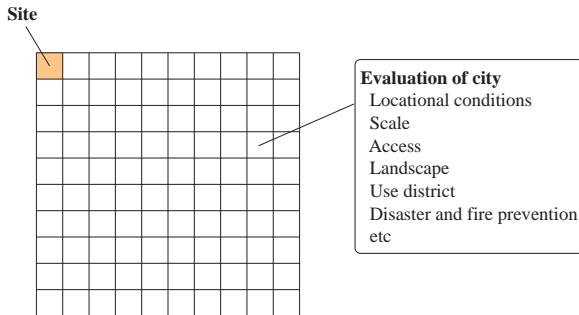 Site
Evaluation of city
Locational conditions
Scale
Access
Landscape
Use district
Disaster and fire prevention
etc